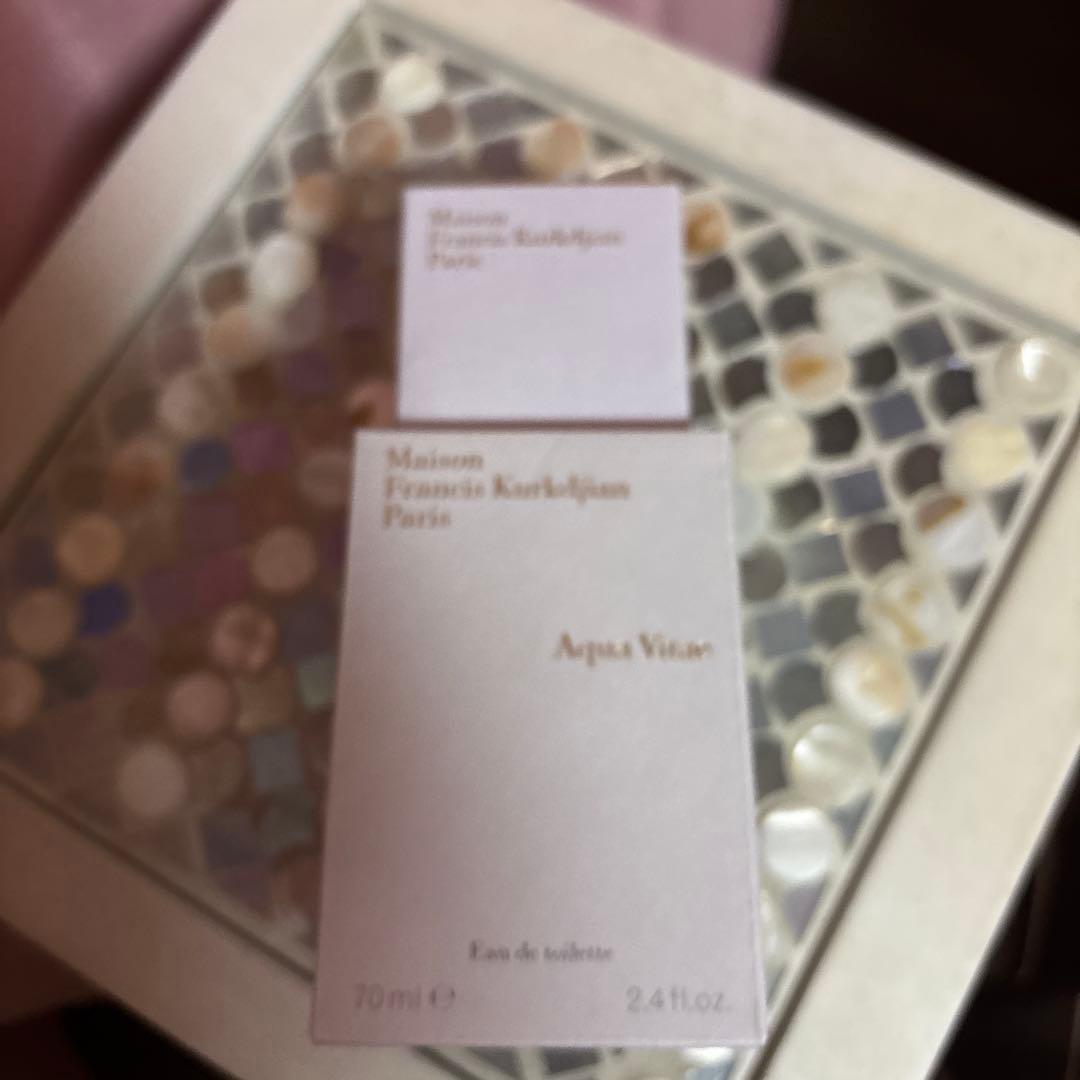 Maison
Francis Kurkdjian
Paris
Maison
Francis Kurkdjian
Paris
Aqua Vitae
Eau de toilette
70 ml ℮ 2.4 fl.oz.